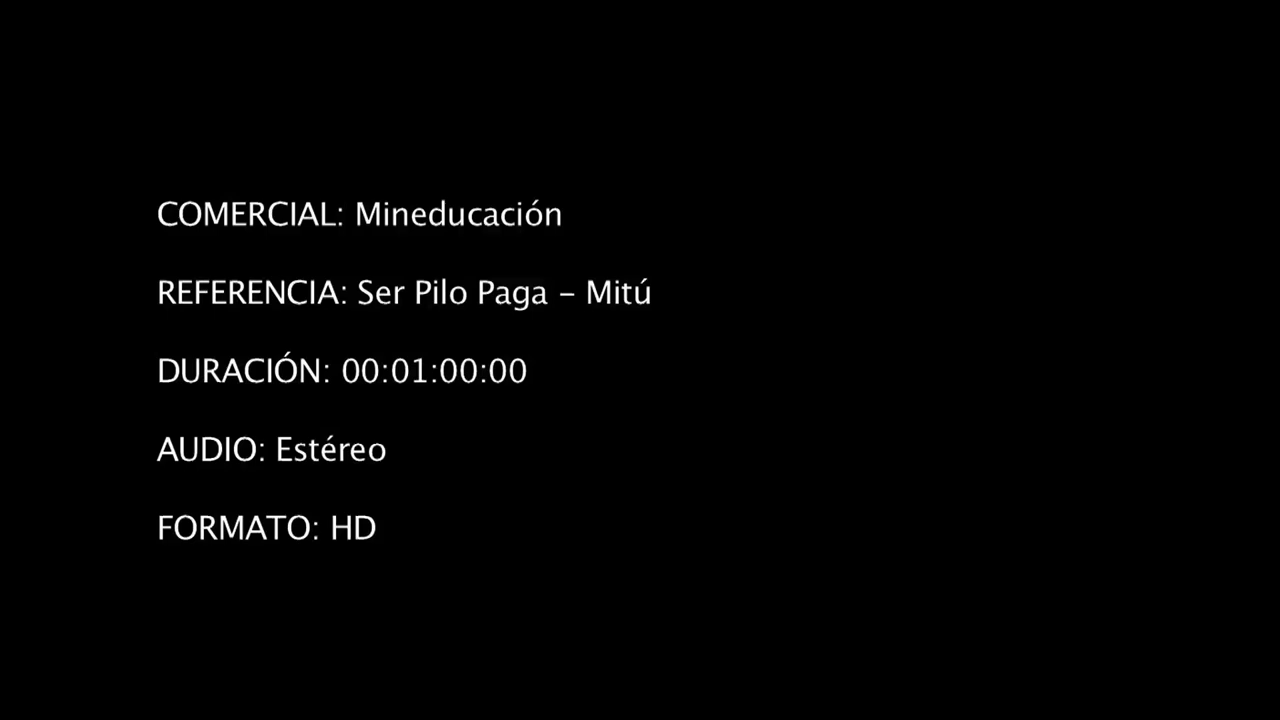 COMERCIAL: Mineducación
REFERENCIA: Ser Pilo Paga - Mitú
DURACIÓN: 00:01:00:00
AUDIO: Estéreo
FORMATO: HD